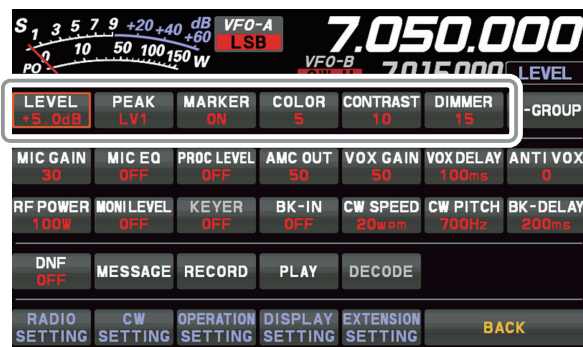 S 1 3 5 7 9 +20 +40 +60 dB VFO-A
LSB
7.050.000
PO 0 10 50 100 150 W
VFO-B
7.015.000 LEVEL
LEVEL PEAK MARKER COLOR CONTRAST DIMMER -GROUP
+5.0dB LV1 ON 5 10 15
MIC GAIN MIC EQ PROC LEVEL AMC OUT VOX GAIN VOX DELAY ANTI VOX
30 OFF OFF 50 50 100ms 0
RF POWER MONI LEVEL KEYER BK-IN CW SPEED CW PITCH BK-DELAY
100W OFF OFF OFF 20wpm 700Hz 200ms
DNF MESSAGE RECORD PLAY DECODE
OFF
RADIO CW OPERATION DISPLAY EXTENSION BACK
SETTING SETTING SETTING SETTING SETTING